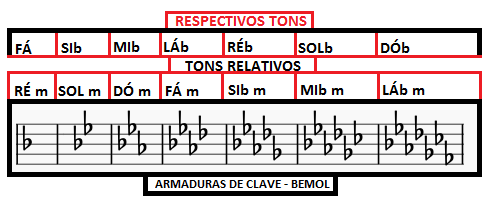 RESPECTIVOS TONS
FÁ SIb MIb LÁb RÉb SOLb DÓb
TONS RELATIVOS
RÉ m SOL m DÓ m FÁ m SIb m MIb m LÁb m
ARMADURAS DE CLAVE - BEMOL